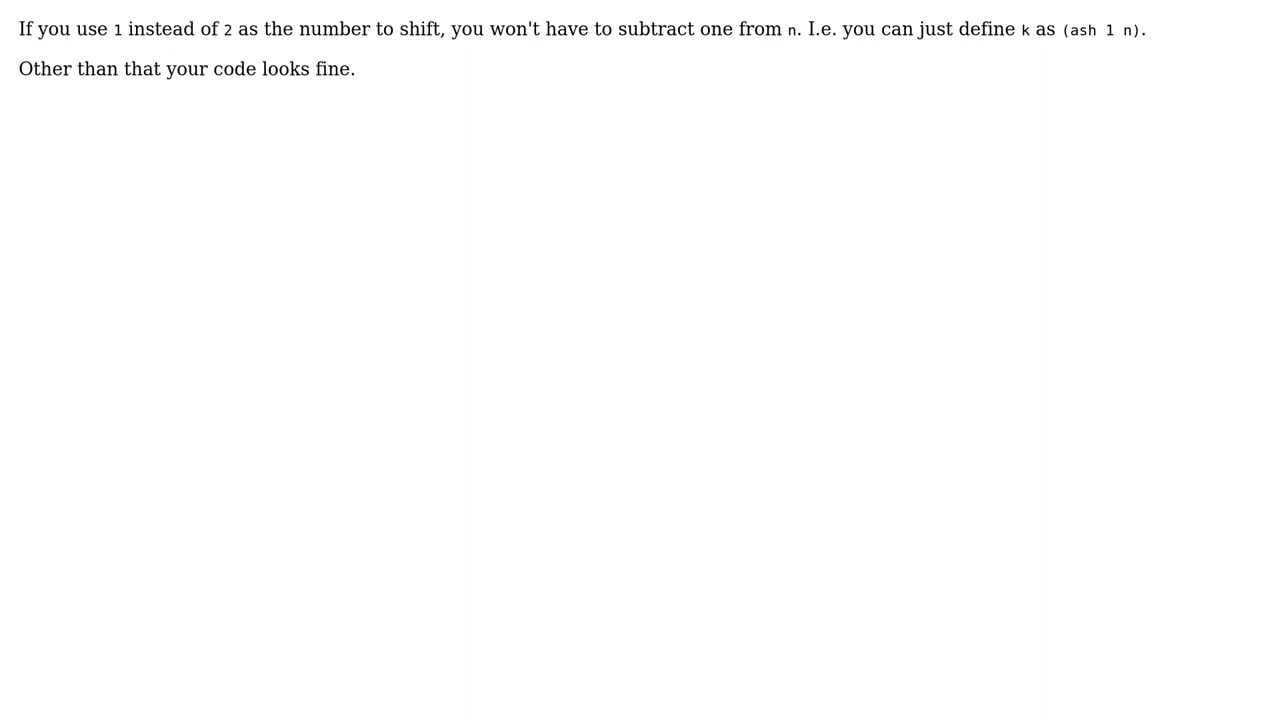 If you use 1 instead of 2 as the number to shift, you won't have to subtract one from n. I.e. you can just define k as (ash 1 n).
Other than that your code looks fine.